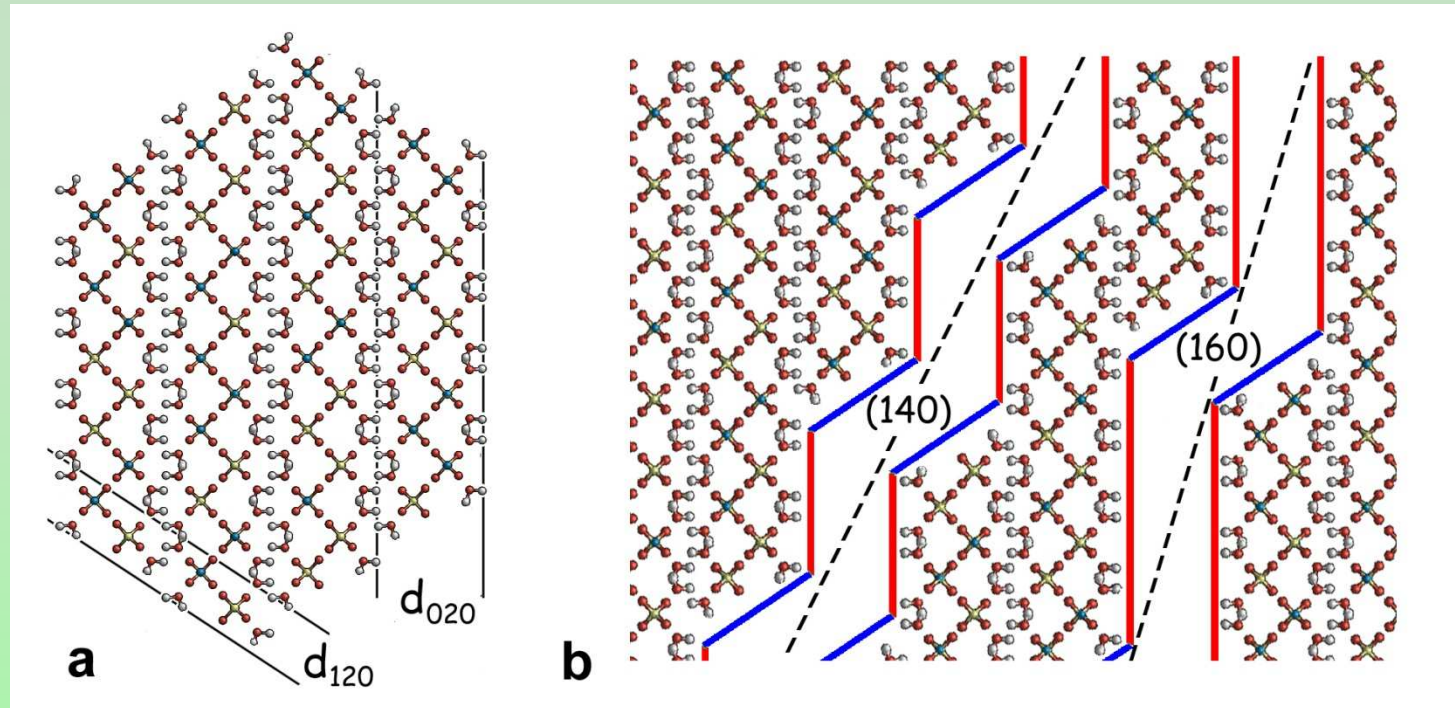 a
d₁₂₀
d₀₂₀
b
(140)
(160)